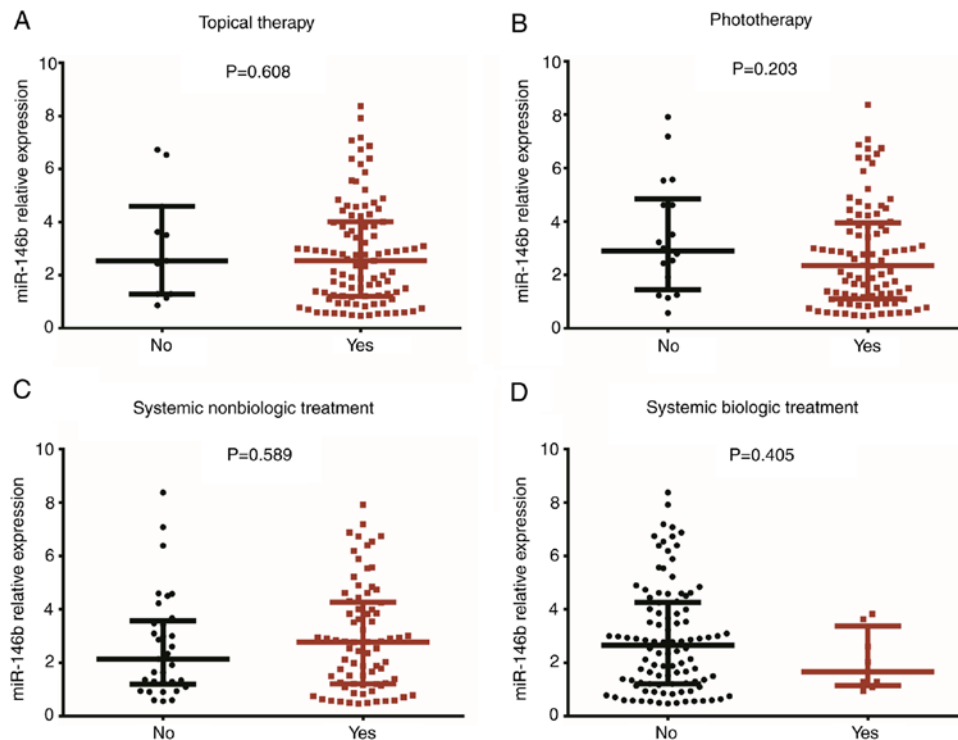 A
Topical therapy
P=0.608
miR-146b relative expression
10
8
6
4
2
0
No
Yes
B
Phototherapy
P=0.203
miR-146b relative expression
10
8
6
4
2
0
No
Yes
C
Systemic nonbiologic treatment
P=0.589
miR-146b relative expression
10
8
6
4
2
0
No
Yes
D
Systemic biologic treatment
P=0.405
miR-146b relative expression
10
8
6
4
2
0
No
Yes